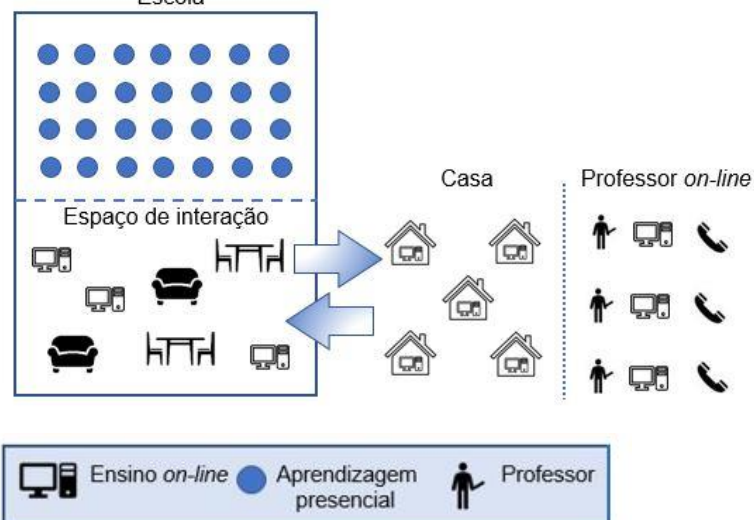 Escola
Casa
Professor on-line
Espaço de interação
Ensino on-line
Aprendizagem
presencial
Professor